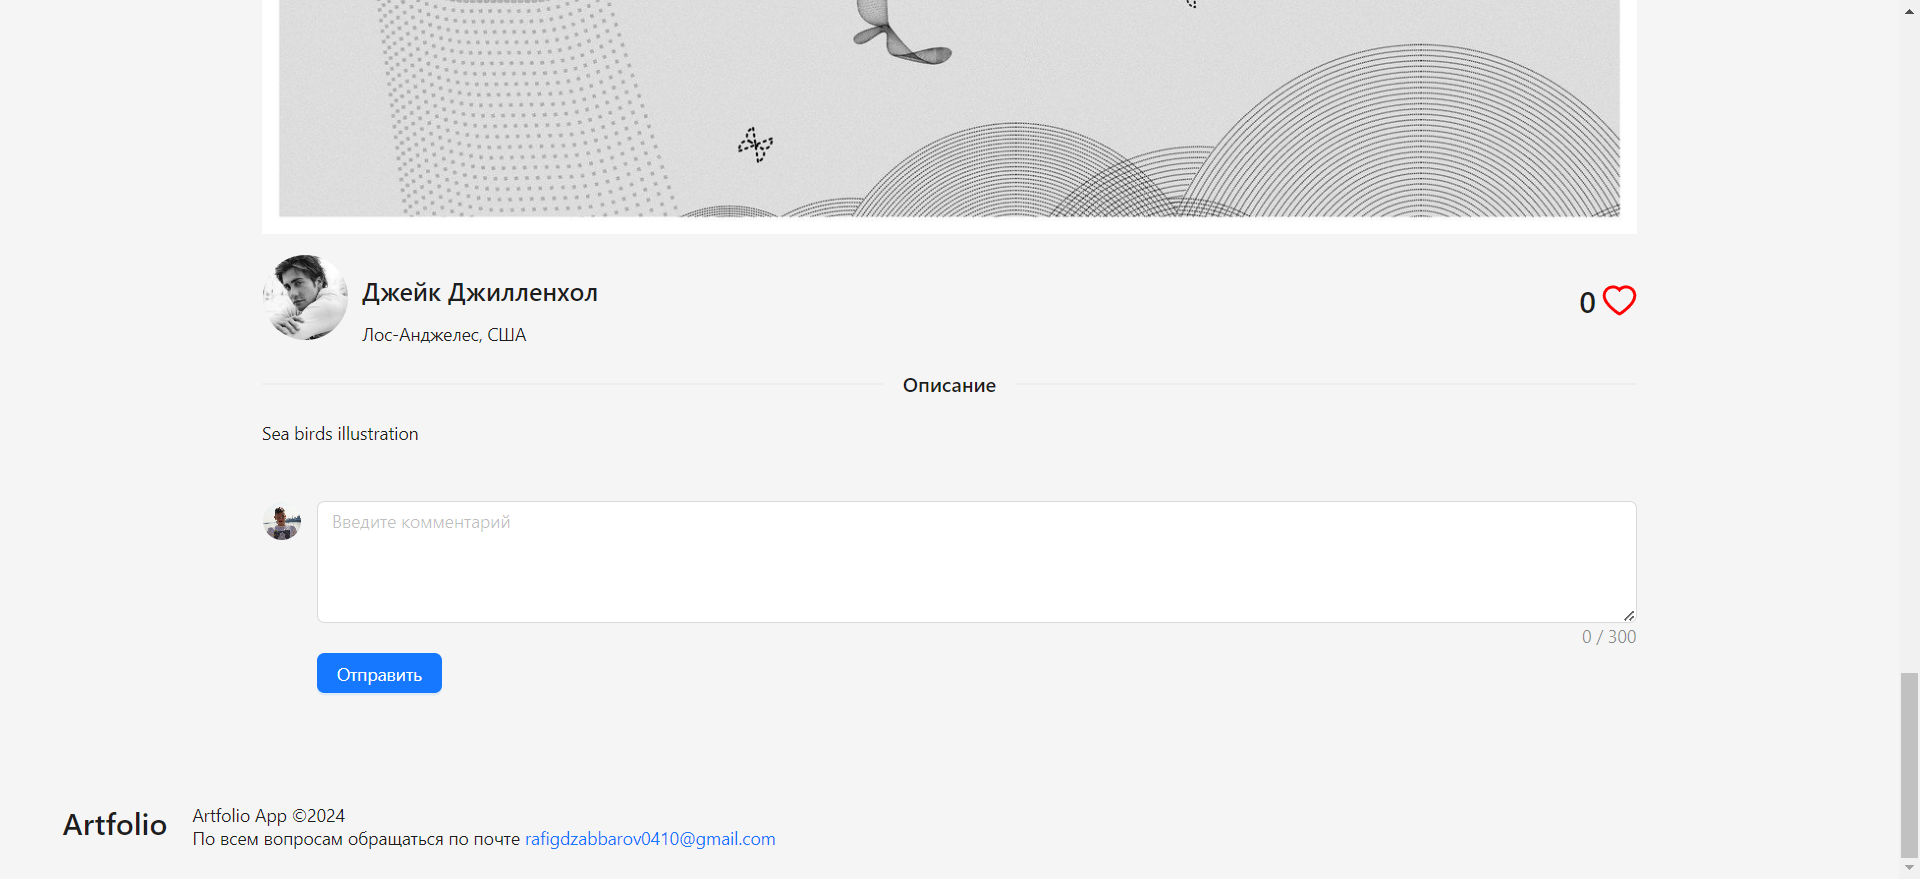 Джейк Джилленхол
0
Лос-Анджелес, США
Описание
Sea birds illustration
Введите комментарий
0 / 300
Отправить
Artfolio
Artfolio App ©2024
По всем вопросам обращаться по почте rafigdzabbarov0410@gmail.com